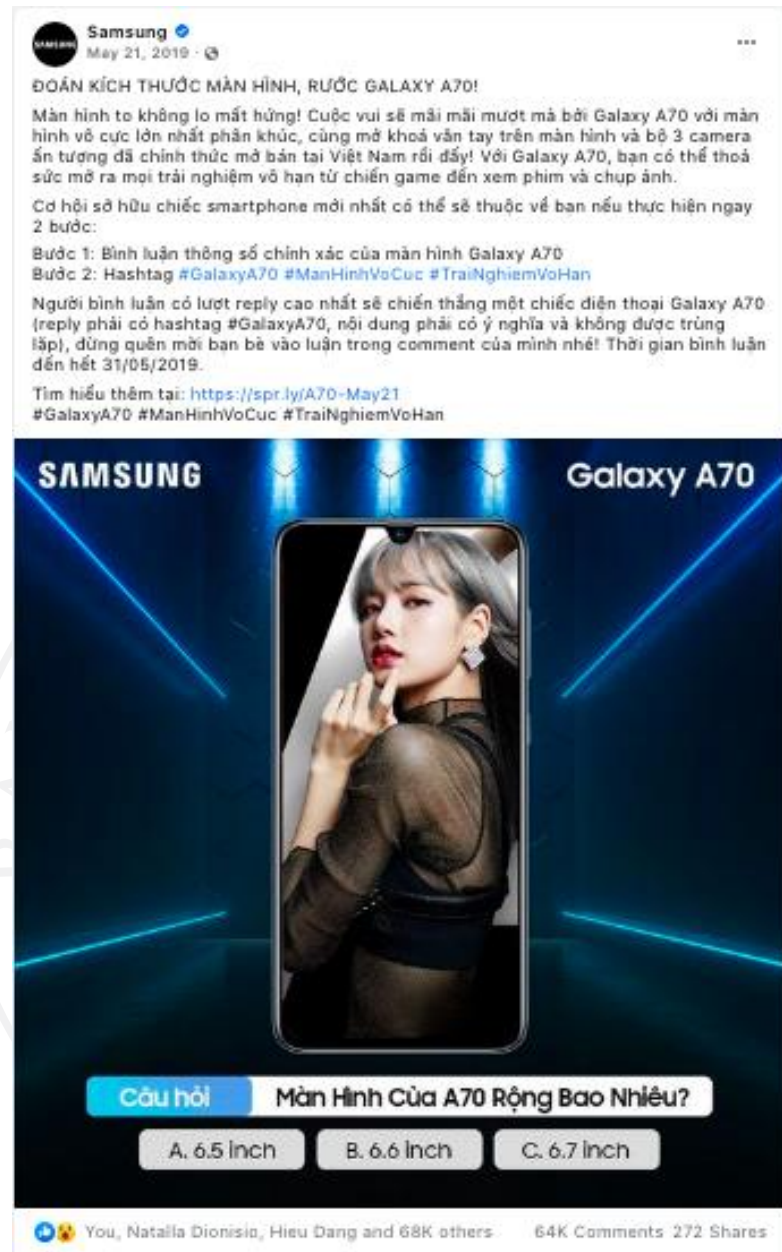 Samsung
SAMSUNG
May 21, 2019 ·
ĐOÁN KÍCH THƯỚC MÀN HÌNH, RƯỚC GALAXY A70!
Màn hình to không lo mất hứng! Cuộc vui sẽ mãi mãi mượt mà bởi Galaxy A70 với màn
hình vô cực lớn nhất phân khúc, cùng mở khoá vân tay trên màn hình và bộ 3 camera
ấn tượng đã chính thức mở bán tại Việt Nam rồi đấy! Với Galaxy A70, bạn có thể thoả
sức mở ra mọi trải nghiệm vô hạn từ chiến game đến xem phim và chụp ảnh.
Cơ hội sở hữu chiếc smartphone mới nhất có thể sẽ thuộc về bạn nếu thực hiện ngay
2 bước:
Bước 1: Bình luận thông số chính xác của màn hình Galaxy A70
Bước 2: Hashtag #GalaxyA70 #ManHinhVoCuc #TraiNghiemVoHan
Người bình luận có lượt reply cao nhất sẽ chiến thắng một chiếc điện thoại Galaxy A70
(reply phải có hashtag #GalaxyA70, nội dung phải có ý nghĩa và không được trùng
lặp), đừng quên mời bạn bè vào luận trong comment của mình nhé! Thời gian bình luận
đến hết 31/05/2019.
Tìm hiểu thêm tại: https://spr.ly/A70-May21
#GalaxyA70 #ManHinhVoCuc #TraiNghiemVoHan
SAMSUNG
Galaxy A70
Câu hỏi
Màn Hình Của A70 Rộng Bao Nhiêu?
A. 6.5 inch
B. 6.6 inch
C. 6.7 inch
You, Natalla Dionisio, Hieu Dang and 68K others
64K Comments 272 Shares